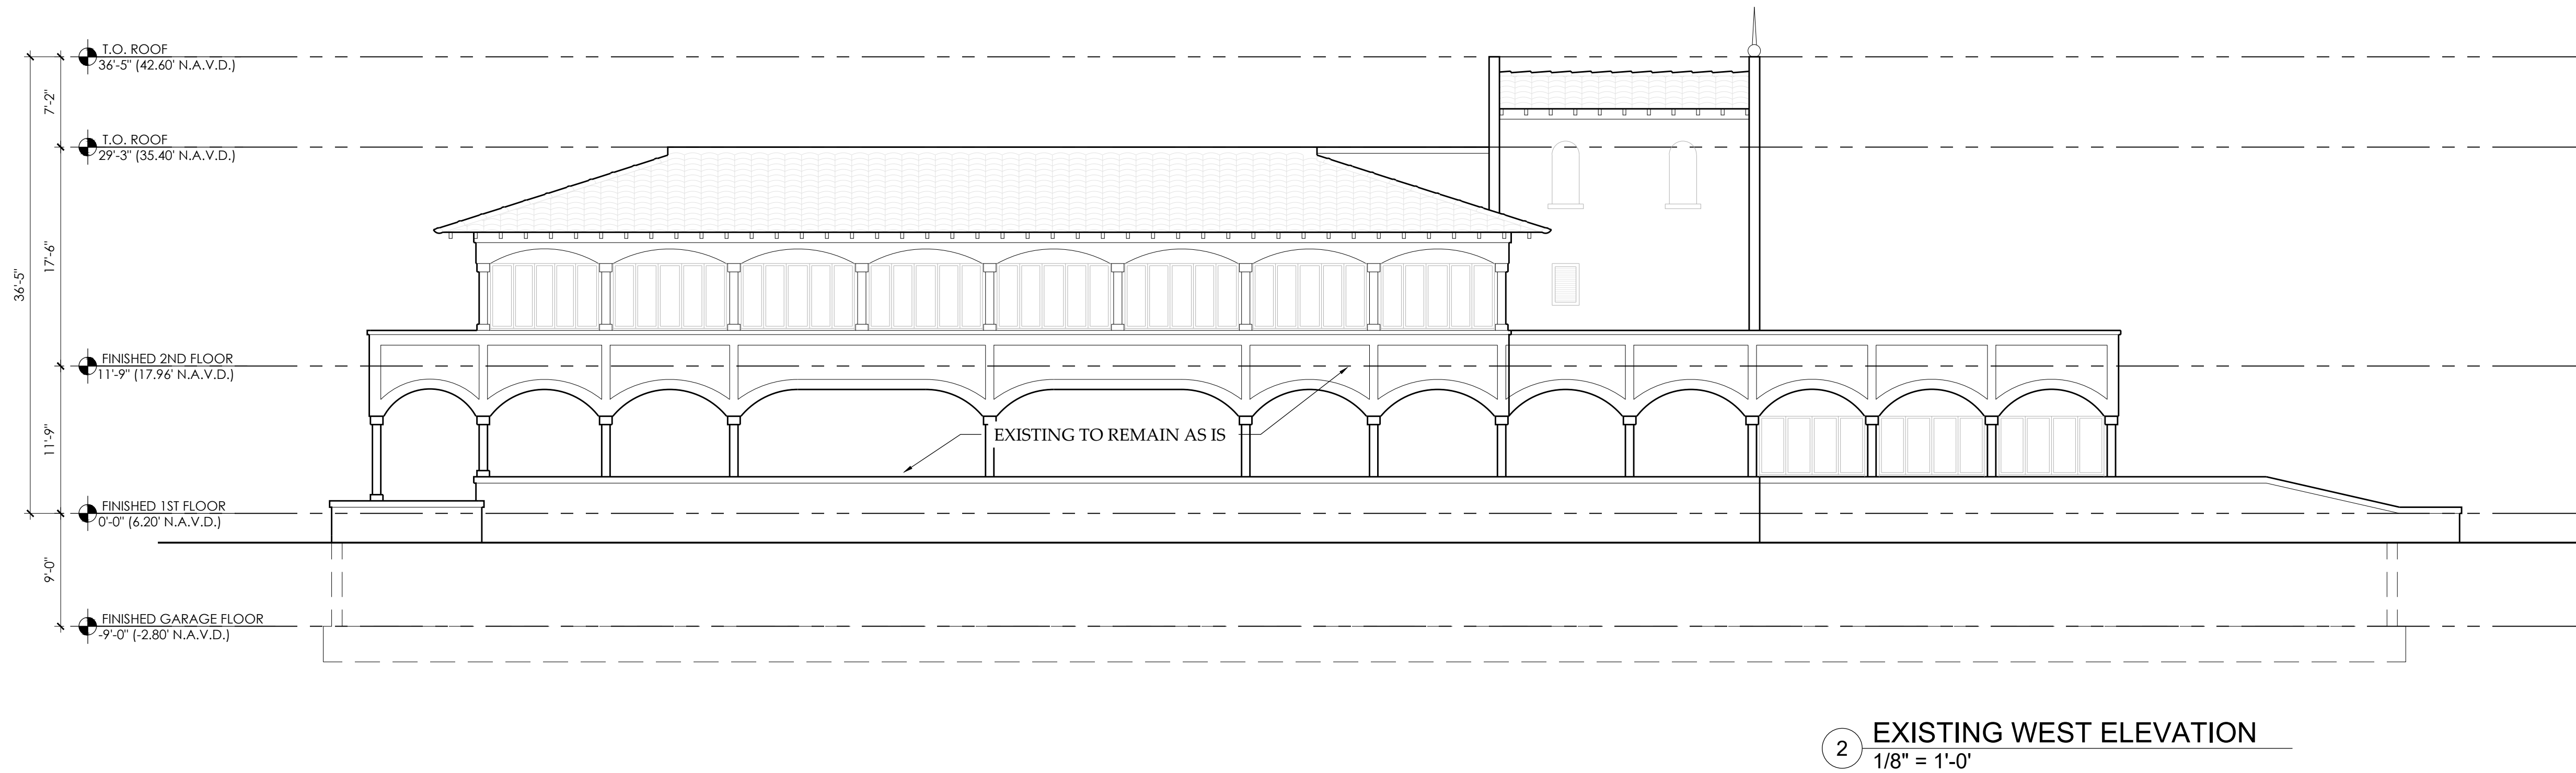 T.O. ROOF
36'-5" (42.60' N.A.V.D.)
7'-2"
T.O. ROOF
29'-3" (35.40' N.A.V.D.)
17'-6"
36'-5"
FINISHED 2ND FLOOR
11'-9" (17.96' N.A.V.D.)
11'-9"
EXISTING TO REMAIN AS IS
FINISHED 1ST FLOOR
0'-0" (6.20' N.A.V.D.)
9'-0"
FINISHED GARAGE FLOOR
-9'-0" (-2.80' N.A.V.D.)
2 EXISTING WEST ELEVATION
1/8" = 1'-0'